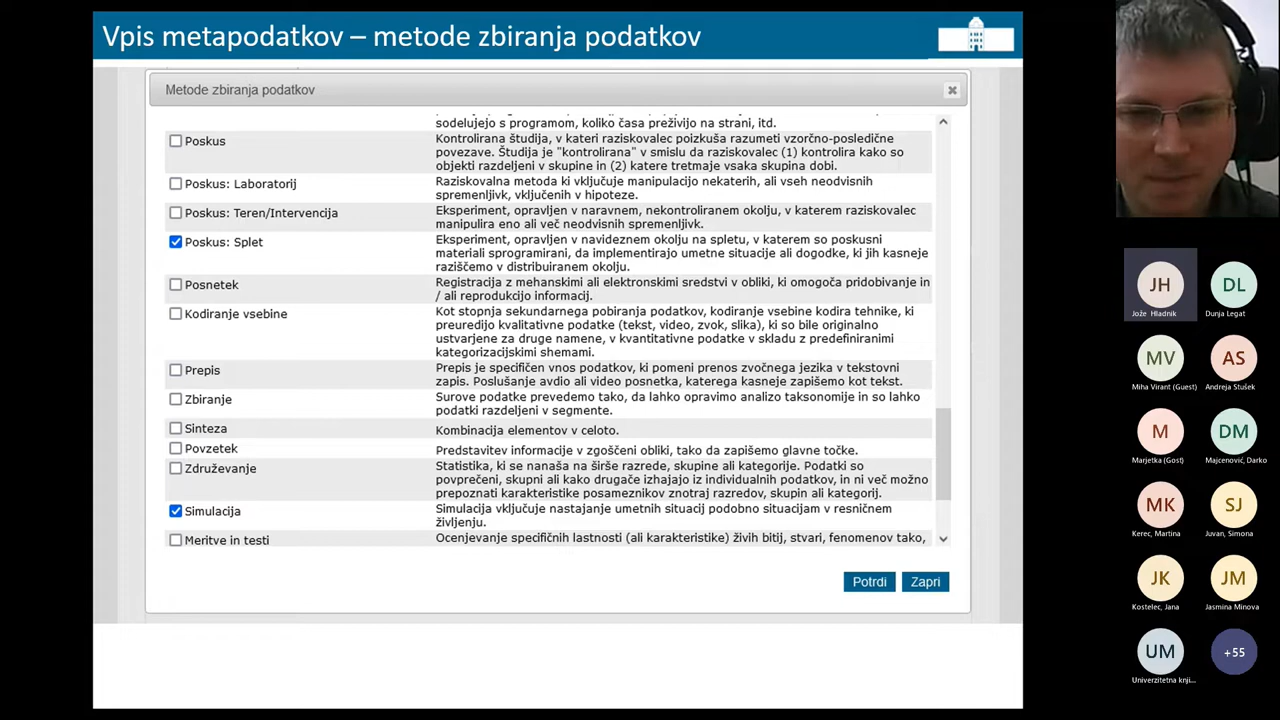 Vpis metapodatkov – metode zbiranja podatkov
Metode zbiranja podatkov
sodelujejo s programom, koliko časa preživijo na strani, itd.
Poskus
Kontrolirana študija, v kateri raziskovalec poizkuša razumeti vzorčno-posledične
povezave. Študija je "kontrolirana" v smislu da raziskovalec (1) kontrolira kako so
objekti razdeljeni v skupine in (2) katere tretmaje vsaka skupina dobi.
Poskus: Laboratorij
Raziskovalna metoda ki vključuje manipulacijo nekaterih, ali vseh neodvisnih
spremenljivk, vključenih v hipoteze.
Poskus: Teren/Intervencija
Eksperiment, opravljen v naravnem, nekontroliranem okolju, v katerem raziskovalec
manipulira eno ali več neodvisnih spremenljivk.
Poskus: Splet
Eksperiment, opravljen v navideznem okolju na spletu, v katerem so poskusni
materiali sprogramirani, da implementirajo umetne situacije ali dogodke, ki jih kasneje
raziščemo v distribuiranem okolju.
Posnetek
Registracija z mehanskimi ali elektronskimi sredstvi v obliki, ki omogoča pridobivanje in
/ ali reprodukcijo informacij.
Kodiranje vsebine
Kot stopnja sekundarnega pobiranja podatkov, kodiranje vsebine kodira tehnike, ki
preuredijo kvalitativne podatke (tekst, video, zvok, slika), ki so bile originalno
ustvarjene za druge namene, v kvantitativne podatke v skladu z predefiniranimi
kategorizacijskimi shemami.
Prepis
Prepis je specifičen vnos podatkov, ki pomeni prenos zvočnega jezika v tekstovni
zapis. Poslušanje avdio ali video posnetka, katerega kasneje zapišemo kot tekst.
Zbiranje
Surove podatke prevedemo tako, da lahko opravimo analizo taksonomije in so lahko
podatki razdeljeni v segmente.
Sinteza
Kombinacija elementov v celoto.
Povzetek
Predstavitev informacije v zgoščeni obliki, tako da zapišemo glavne točke.
Združevanje
Statistika, ki se nanaša na širše razrede, skupine ali kategorije. Podatki so
povprečeni, skupni ali kako drugače izhajajo iz individualnih podatkov, in ni več možno
prepoznati karakteristike posameznikov znotraj razredov, skupin ali kategorij.
Simulacija
Simulacija vključuje nastajanje umetnih situacij podobno situacijam v resničnem
življenju.
Meritve in testi
Ocenjevanje specifičnih lastnosti (ali karakteristike) živih bitij, stvari, fenomenov tako,
Potrdi
Zapri
JH
DL
Jože Hladnik
Dunja Legat
MV
AS
Miha Virant (Guest)
Andreja Stušek
M
DM
Marjetka (Gost)
Majcenović, Darko
MK
SJ
Kerec, Martina
Juvan, Simona
JK
JM
Kostelec, Jana
Jasmina Minova
UM
+55
Univerzitetna knji...